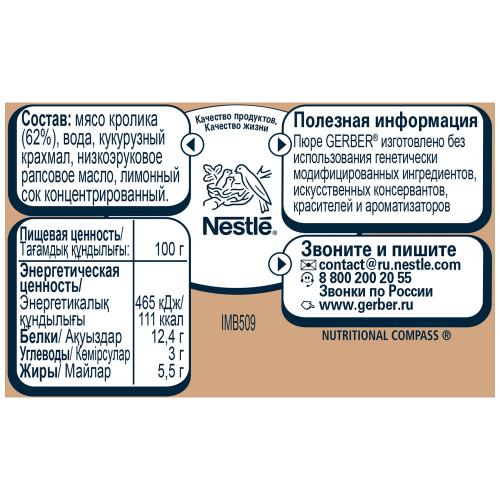 Состав: мясо кролика
(62%), вода, кукурузный
крахмал, низкоэруковое
рапсовое масло, лимонный
сок концентрированный.
Пищевая ценность/
Тағамдық құндылығы: 100 г
Энергетическая
ценность/
Энергетикалық 465 кДж/
құндылығы 111 ккал
Белки/ Ақуыздар 12,4 г
Углеводы/ Көмірсулар 3 г
Жиры/ Майлар 5,5 г
Качество продуктов,
Качество жизни
Nestlé®
IMB509
Полезная информация
Пюре GERBER® изготовлено без
использования генетически
модифицированных ингредиентов,
искусственных консервантов,
красителей и ароматизаторов
Звоните и пишите
contact@ru.nestle.com
8 800 200 20 55
Звонки по России
www.gerber.ru
NUTRITIONAL COMPASS ®